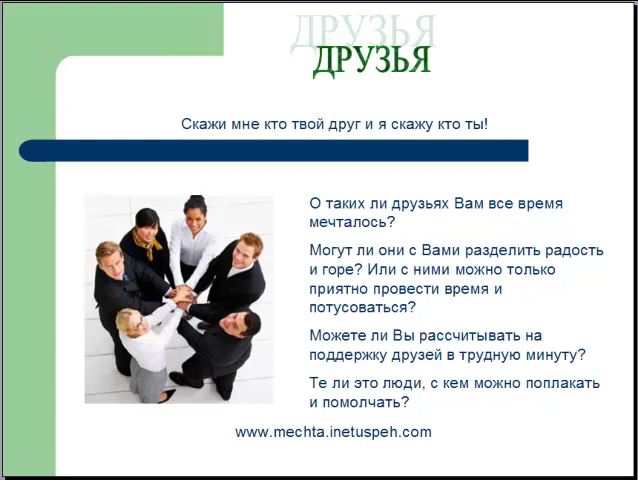 ДРУЗЬЯ
Скажи мне кто твой друг и я скажу кто ты!
О таких ли друзьях Вам все время
мечталось?
Могут ли они с Вами разделить радость
и горе? Или с ними можно только
приятно провести время и
потусоваться?
Можете ли Вы рассчитывать на
поддержку друзей в трудную минуту?
Те ли это люди, с кем можно поплакать
и помолчать?
www.mechta.inetuspeh.com